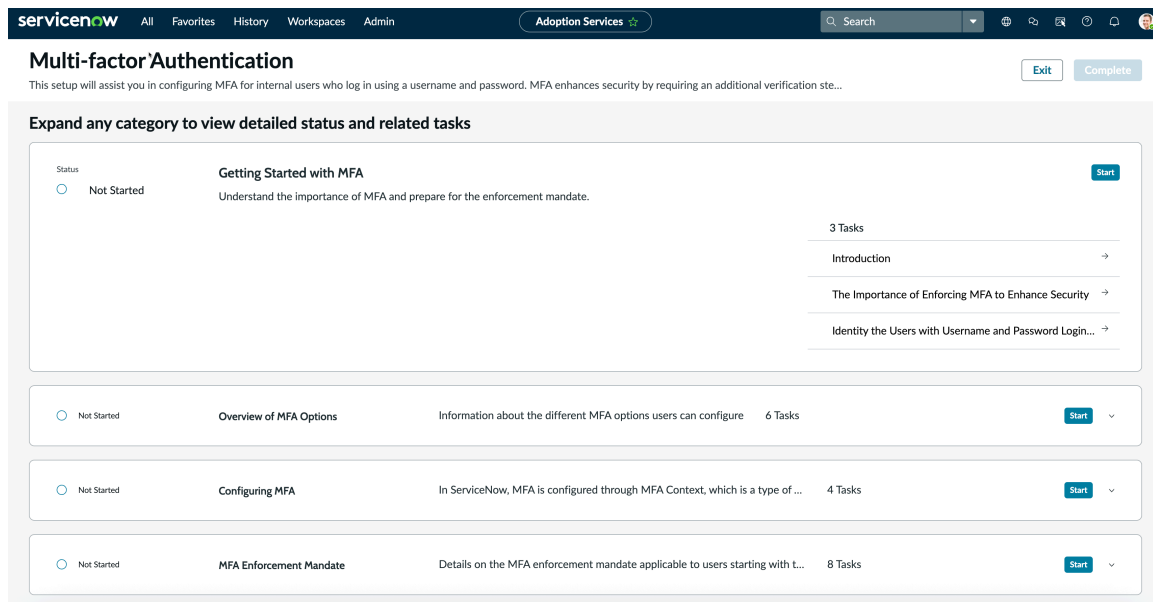 servicenow All Favorites History Workspaces Admin Adoption Services Search
Multi-factor Authentication
Exit Complete
This setup will assist you in configuring MFA for internal users who log in using a username and password. MFA enhances security by requiring an additional verification ste...
Expand any category to view detailed status and related tasks
Status
Not Started
Getting Started with MFA
Start
Understand the importance of MFA and prepare for the enforcement mandate.
3 Tasks
Introduction
The Importance of Enforcing MFA to Enhance Security
Identity the Users with Username and Password Login...
Not Started Overview of MFA Options Information about the different MFA options users can configure 6 Tasks Start
Not Started Configuring MFA In ServiceNow, MFA is configured through MFA Context, which is a type of ... 4 Tasks Start
Not Started MFA Enforcement Mandate Details on the MFA enforcement mandate applicable to users starting with t... 8 Tasks Start